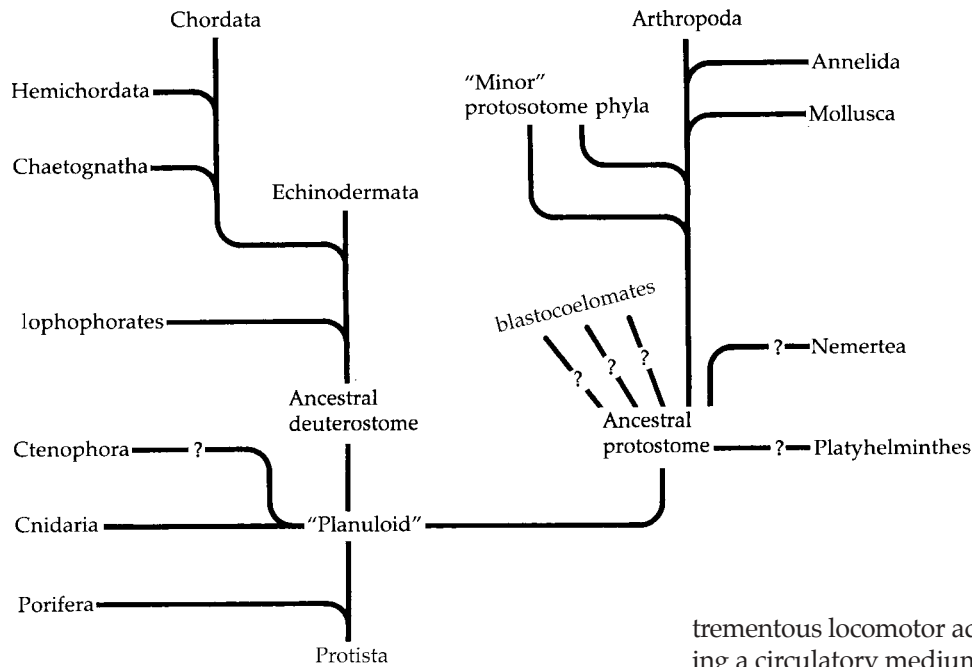 Chordata
Arthropoda
Annelida
"Minor"
protosotome phyla
Hemichordata
Mollusca
Chaetognatha
Echinodermata
blastocoelomates
lophophorates
? ? ?
? Nemertea
Ancestral
deuterostome
Ancestral
protostome
? Platyhelminthes
Ctenophora ?
Cnidaria
"Planuloid"
Porifera
Protista
trementous locomotor ad
ing a circulatory medium